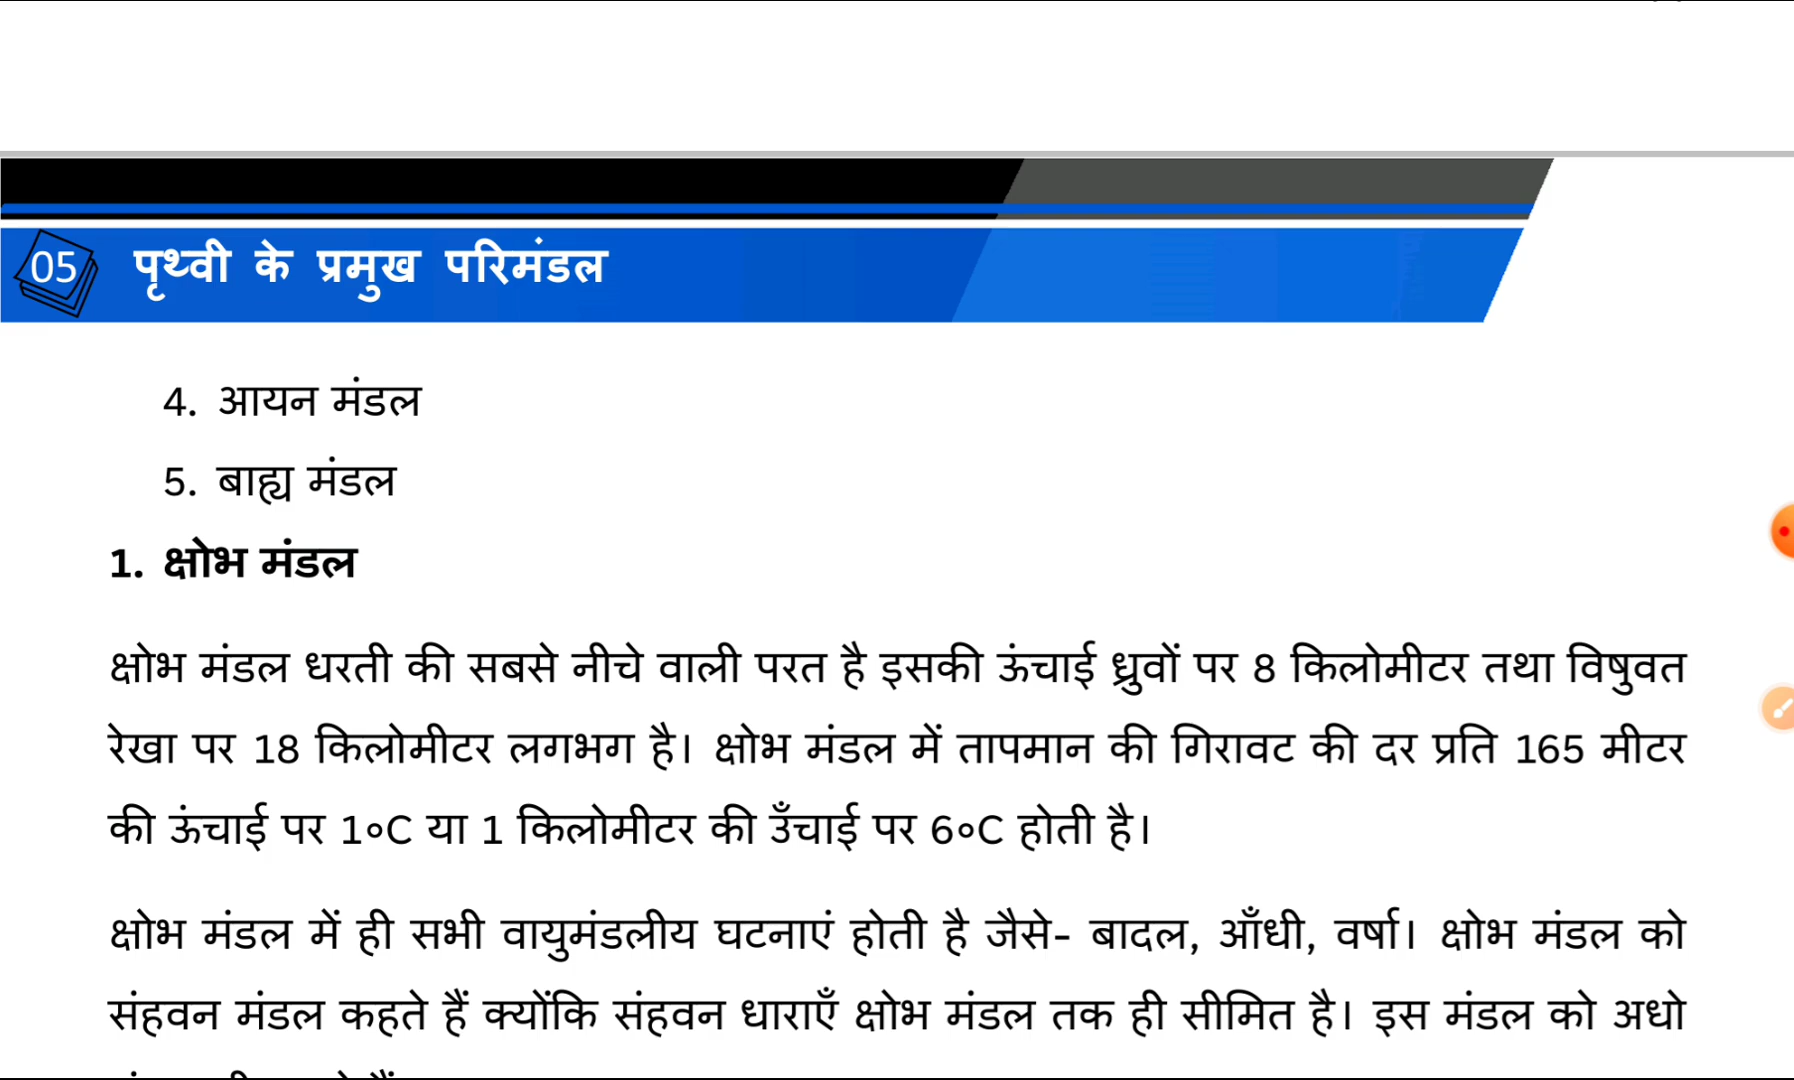 05 पृथ्वी के प्रमुख परिमंडल
4. आयन मंडल
5. बाह्य मंडल
1. क्षोभ मंडल
क्षोभ मंडल धरती की सबसे नीचे वाली परत है इसकी ऊंचाई ध्रुवों पर 8 किलोमीटर तथा विषुवत
रेखा पर 18 किलोमीटर लगभग है। क्षोभ मंडल में तापमान की गिरावट की दर प्रति 165 मीटर
की ऊंचाई पर 1∘C या 1 किलोमीटर की उँचाई पर 6∘C होती है।
क्षोभ मंडल में ही सभी वायुमंडलीय घटनाएं होती है जैसे- बादल, आँधी, वर्षा। क्षोभ मंडल को
संहवन मंडल कहते हैं क्योंकि संहवन धाराएँ क्षोभ मंडल तक ही सीमित है। इस मंडल को अधो